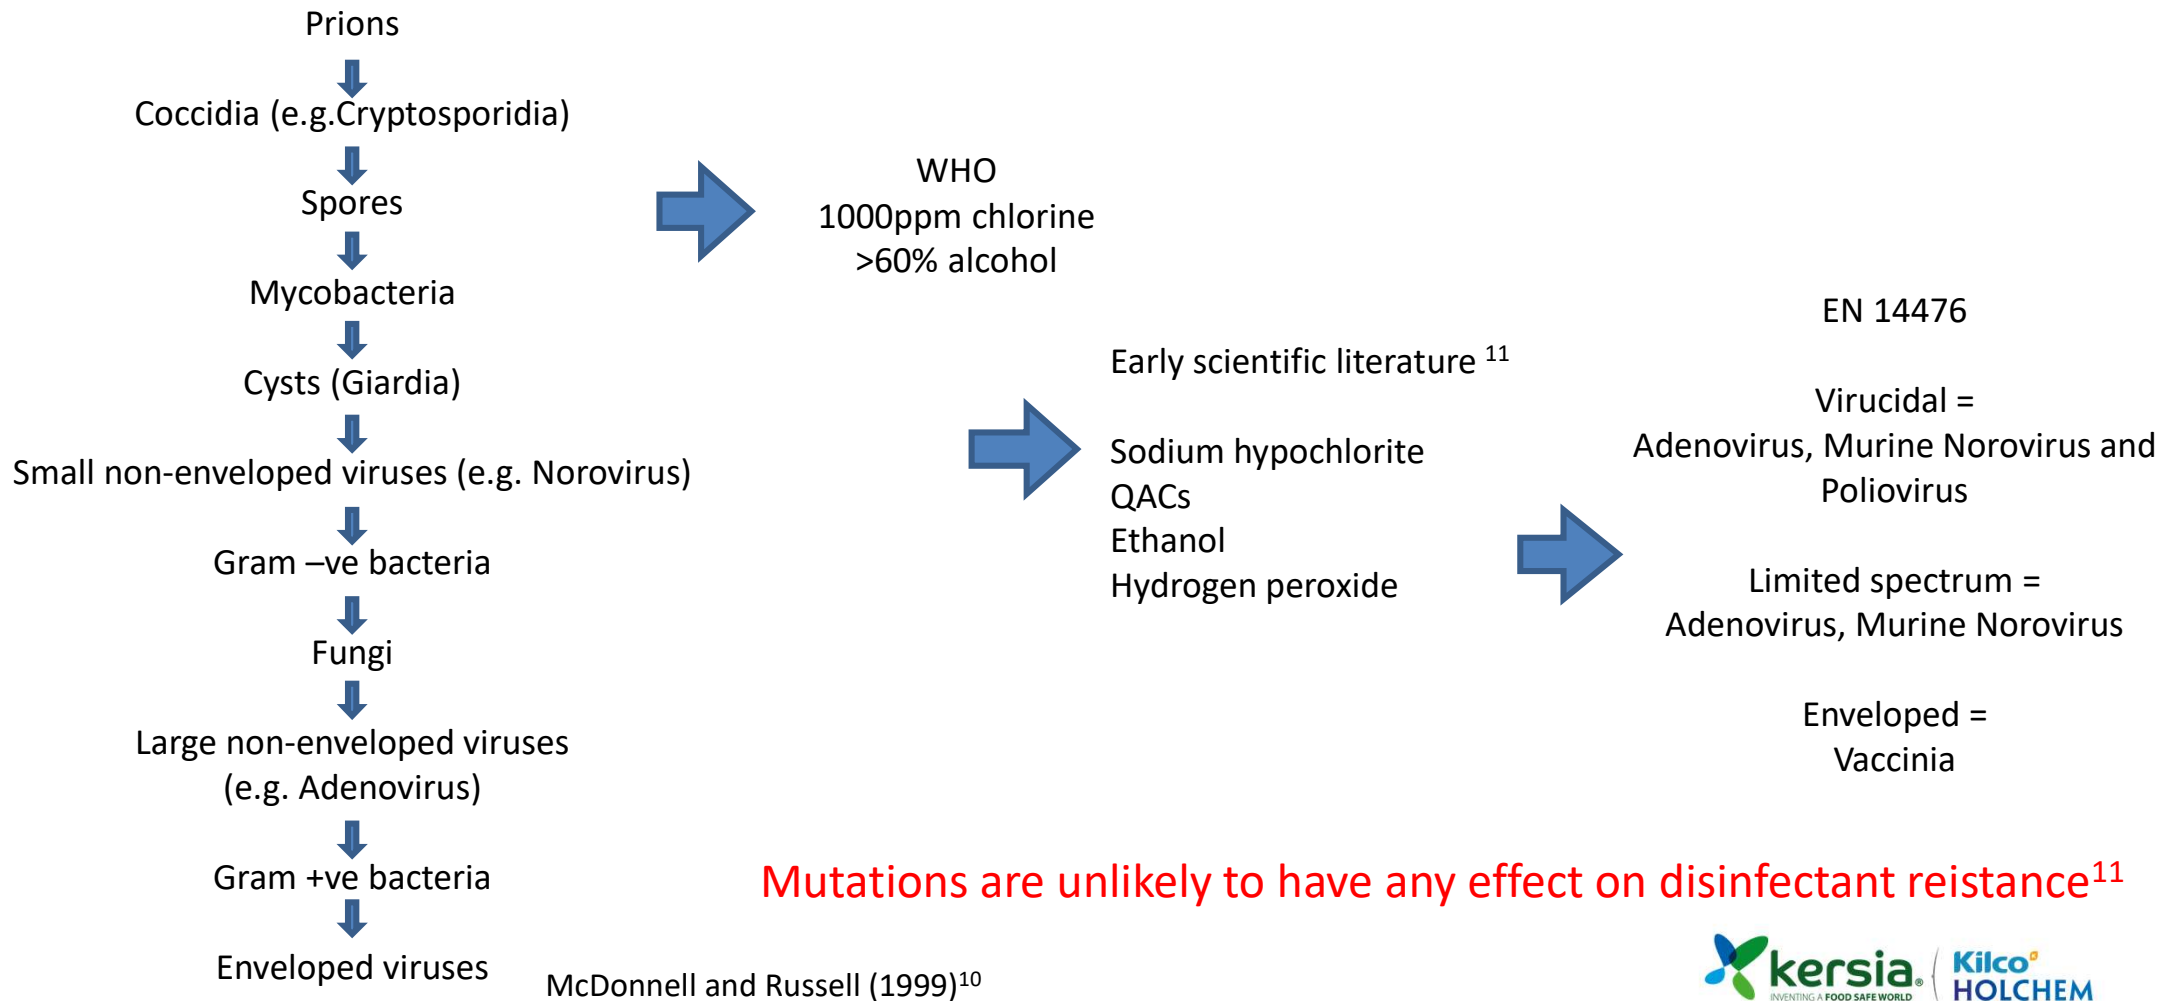 Prions
Coccidia (e.g.Cryptosporidia)
Spores
Mycobacteria
Cysts (Giardia)
Small non-enveloped viruses (e.g. Norovirus)
Gram –ve bacteria
Fungi
Large non-enveloped viruses
(e.g. Adenovirus)
Gram +ve bacteria
Enveloped viruses
McDonnell and Russell (1999)¹⁰
WHO
1000ppm chlorine
>60% alcohol
Early scientific literature ¹¹
Sodium hypochlorite
QACs
Ethanol
Hydrogen peroxide
EN 14476
Virucidal =
Adenovirus, Murine Norovirus and
Poliovirus
Limited spectrum =
Adenovirus, Murine Norovirus
Enveloped =
Vaccinia
Mutations are unlikely to have any effect on disinfectant reistance¹¹
kersia®
INVENTING A FOOD SAFE WORLD
Kilco
HOLCHEM